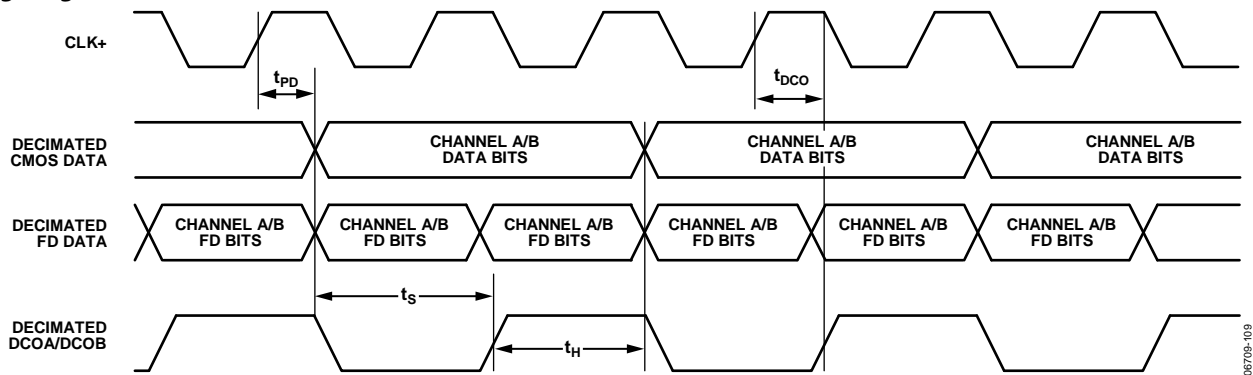 CLK+
tPD
tDCO
DECIMATED
CMOS DATA
CHANNEL A/B
DATA BITS
CHANNEL A/B
DATA BITS
CHANNEL A/B
DATA BITS
DECIMATED
FD DATA
CHANNEL A/B
FD BITS
CHANNEL A/B
FD BITS
CHANNEL A/B
FD BITS
CHANNEL A/B
FD BITS
CHANNEL A/B
FD BITS
CHANNEL A/B
FD BITS
tS
DECIMATED
DCOA/DCOB
tH
06709-109